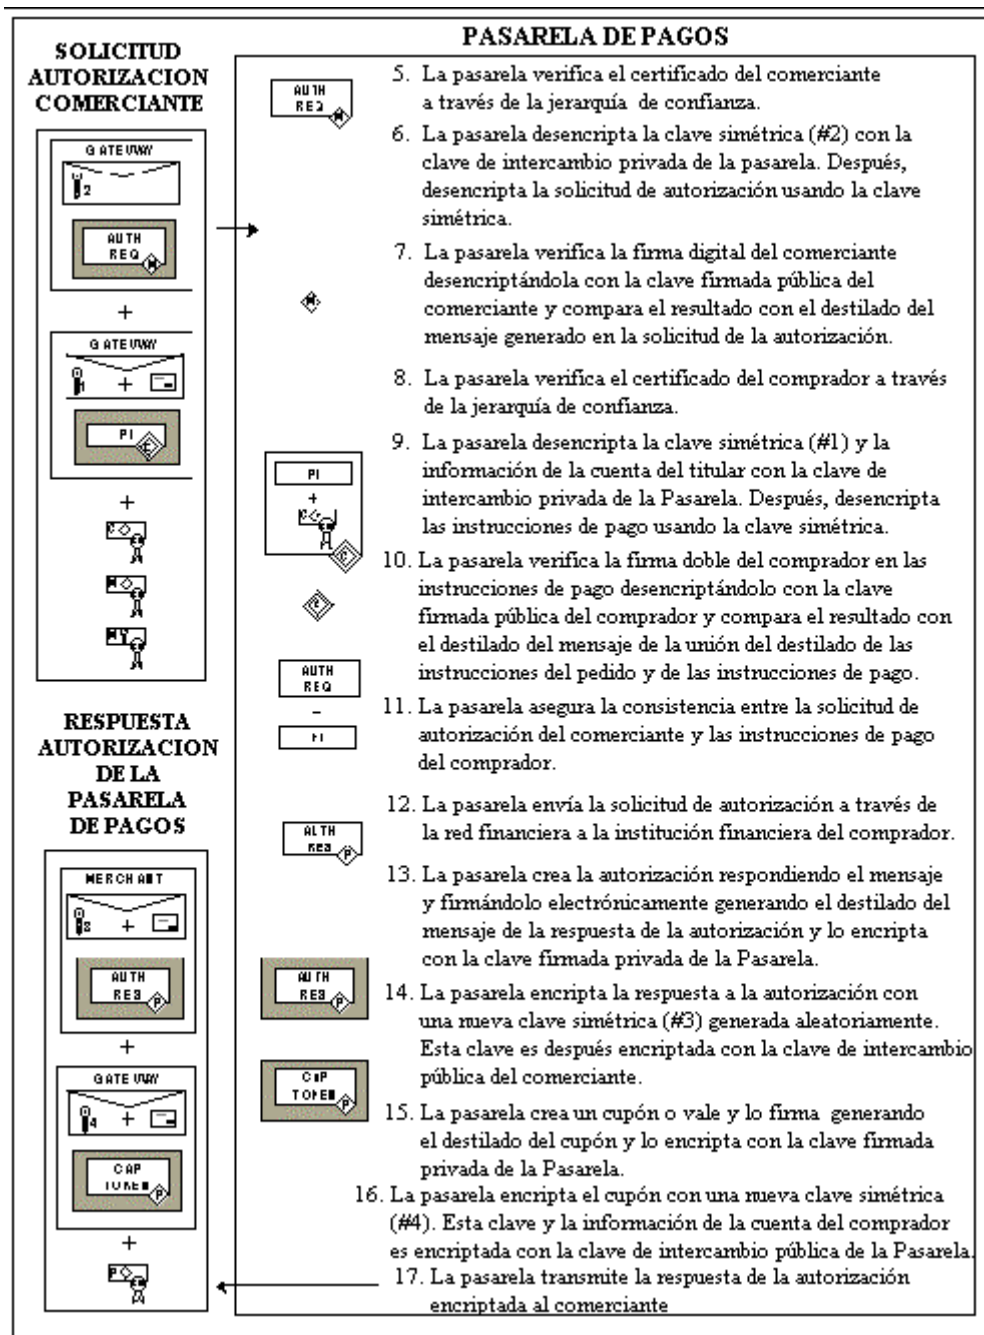 SOLICITUD
AUTORIZACION
COMERCIANTE
GATEWAY
2
AUTH
REQ
M
+
GATEWAY
1
+
PI
C
+
C
M
M Y
RESPUESTA
AUTORIZACION
DE LA
PASARELA
DE PAGOS
MERCHANT
3
+
AUTH
RES
P
+
GATEWAY
4
+
CAP
TOKEN
P
+
P
PASARELA DE PAGOS
AUTH
REQ
M
5. La pasarela verifica el certificado del comerciante
a través de la jerarquía de confianza.
6. La pasarela desencripta la clave simétrica (#2) con la
clave de intercambio privada de la pasarela. Después,
desencripta la solicitud de autorización usando la clave
simétrica.
M
7. La pasarela verifica la firma digital del comerciante
desencriptándola con la clave firmada pública del
comerciante y compara el resultado con el destilado del
mensaje generado en la solicitud de la autorización.
8. La pasarela verifica el certificado del comprador a través
de la jerarquía de confianza.
PI
+
C
C
9. La pasarela desencripta la clave simétrica (#1) y la
información de la cuenta del titular con la clave de
intercambio privada de la Pasarela. Después, desencripta
las instrucciones de pago usando la clave simétrica.
C
10. La pasarela verifica la firma doble del comprador en las
instrucciones de pago desencriptándolo con la clave
firmada pública del comprador y compara el resultado con
el destilado del mensaje de la unión del destilado de las
instrucciones del pedido y de las instrucciones de pago.
AUTH
REQ
–
PI
11. La pasarela asegura la consistencia entre la solicitud de
autorización del comerciante y las instrucciones de pago
del comprador.
12. La pasarela envía la solicitud de autorización a través de
la red financiera a la institución financiera del comprador.
AUTH
RES
P
13. La pasarela crea la autorización respondiendo el mensaje
y firmándolo electrónicamente generando el destilado del
mensaje de la respuesta de la autorización y lo encripta
con la clave firmada privada de la Pasarela.
AUTH
RES
P
14. La pasarela encripta la respuesta a la autorización con
una nueva clave simétrica (#3) generada aleatoriamente.
Esta clave es después encriptada con la clave de intercambio
pública del comerciante.
CAP
TOKEN
P
15. La pasarela crea un cupón o vale y lo firma generando
el destilado del cupón y lo encripta con la clave firmada
privada de la Pasarela.
16. La pasarela encripta el cupón con una nueva clave simétrica
(#4). Esta clave y la información de la cuenta del comprador
es encriptada con la clave de intercambio pública de la Pasarela.
17. La pasarela transmite la respuesta de la autorización
encriptada al comerciante